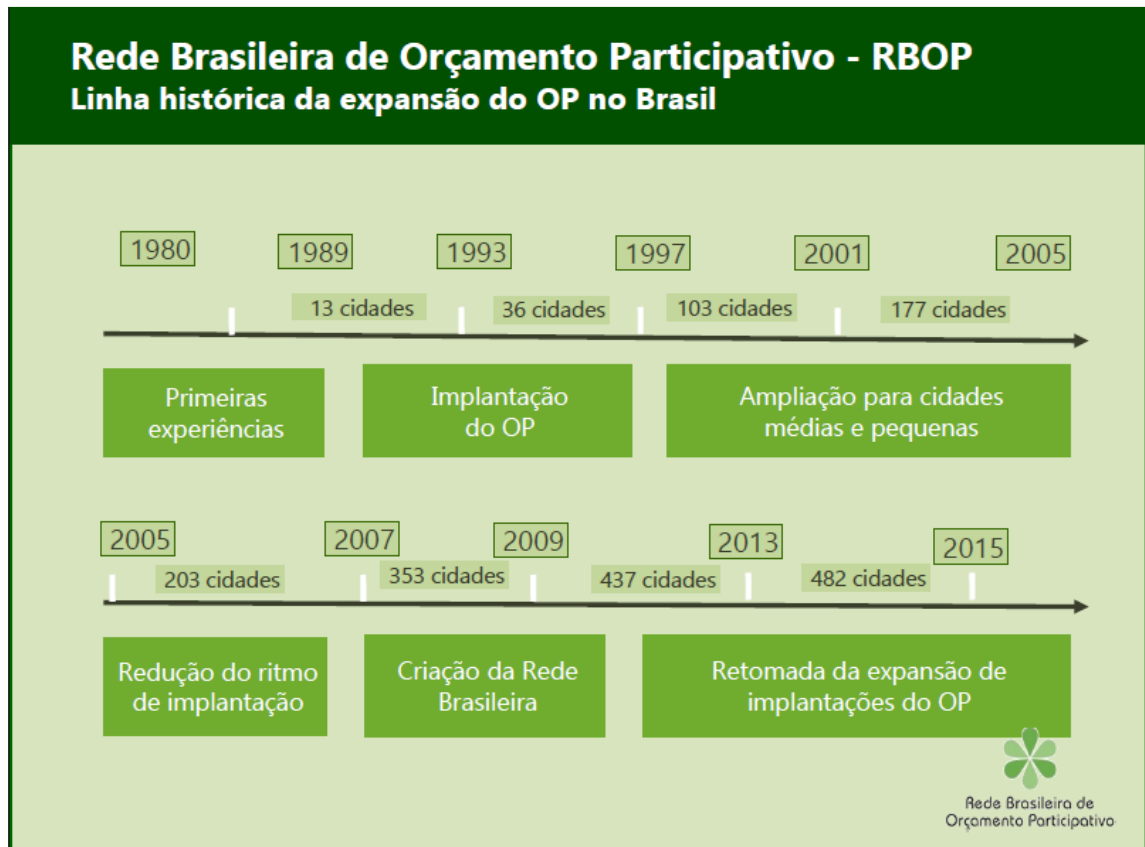 Rede Brasileira de Orçamento Participativo - RBOP
Linha histórica da expansão do OP no Brasil
1980
1989
1993
1997
2001
2005
13 cidades
36 cidades
103 cidades
177 cidades
Primeiras
experiências
Implantação
do OP
Ampliação para cidades
médias e pequenas
2005
2007
2009
2013
2015
203 cidades
353 cidades
437 cidades
482 cidades
Redução do ritmo
de implantação
Criação da Rede
Brasileira
Retomada da expansão de
implantações do OP
Rede Brasileira de
Orçamento Participativo